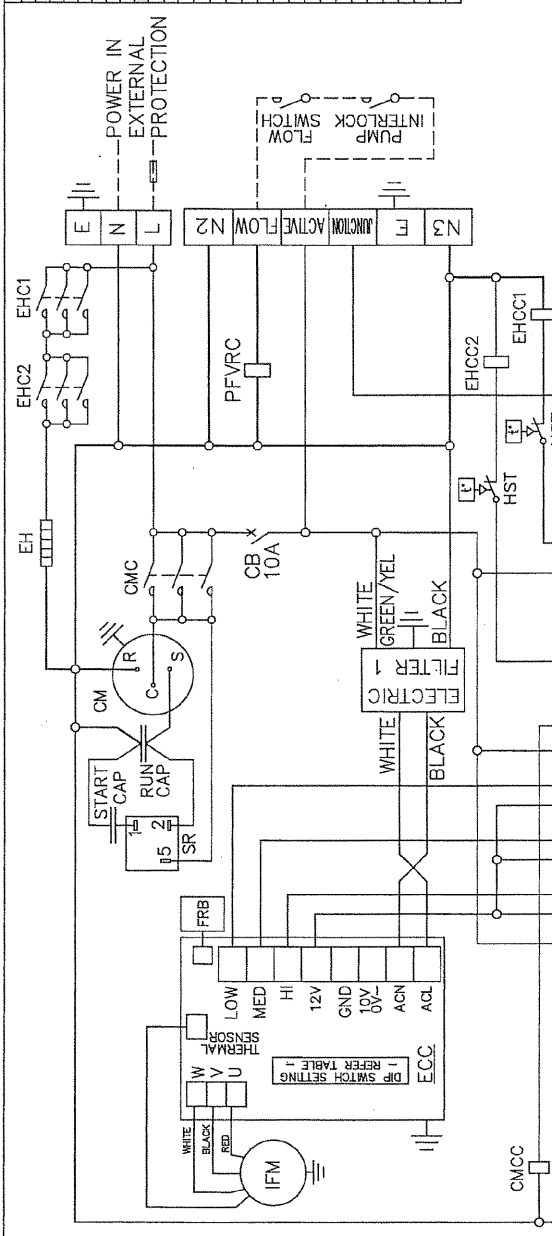 POWER IN
EXTERNAL
PROTECTION
E
N
L
FLOW
SWITCH
PUMP
INTERLOCK
N2
FLOW
ACTIVE
JUNCTION
E
N3
EHC1
EHC2
EH
PFVRC
EHCC1
EHCC2
t°
HST
t°
CMC
CB
10A
CM
R
C
S
START
CAP
RUN
CAP
1
2
5
SR
WHITE
GREEN/YEL
BLACK
ELECTRIC
FILTER 1
WHITE
BLACK
FRB
LOW
MED
HI
12V
GND
10V
0V-
ACN
ACL
THERMAL
SENSOR
DIP SWITCH SETTING
- REFER TABLE 1
ECC
W
V
U
WHITE
BLACK
RED
IFM
CMCC